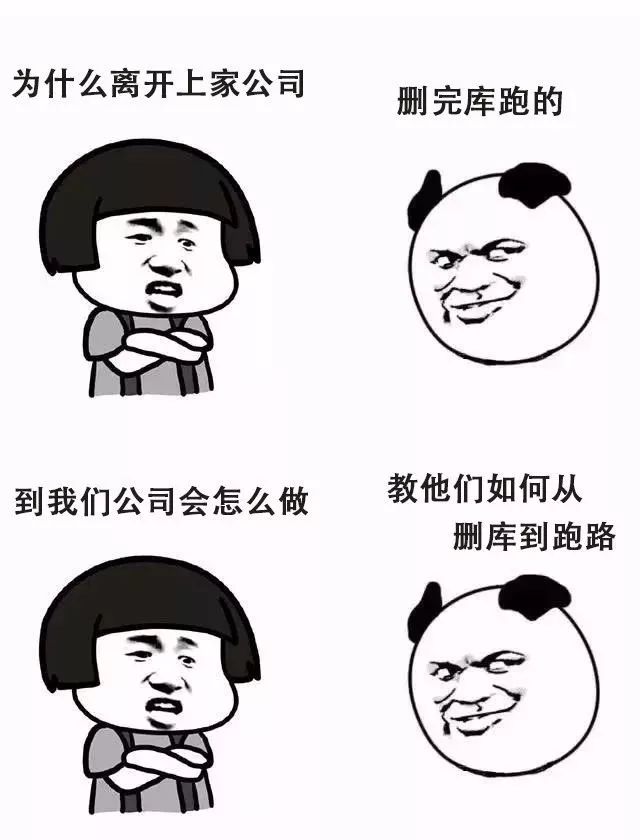 为什么离开上家公司
删完库跑的
到我们公司会怎么做
教他们如何从
删库到跑路